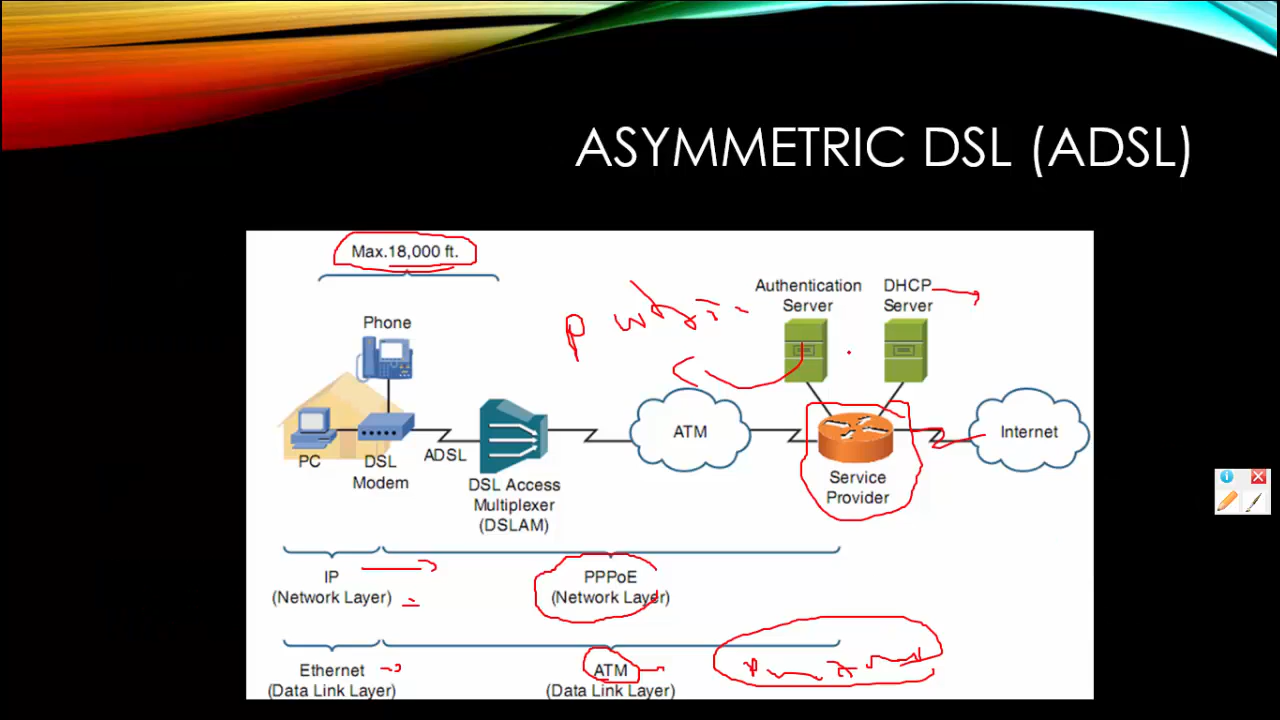 ASYMMETRIC DSL (ADSL)
Max.18,000 ft.
Authentication
Server
DHCP
Server
Phone
ATM
Internet
PC
DSL
Modem
ADSL
DSL Access
Multiplexer
(DSLAM)
Service
Provider
IP
(Network Layer)
PPPoE
(Network Layer)
Ethernet
(Data Link Layer)
ATM
(Data Link Layer)